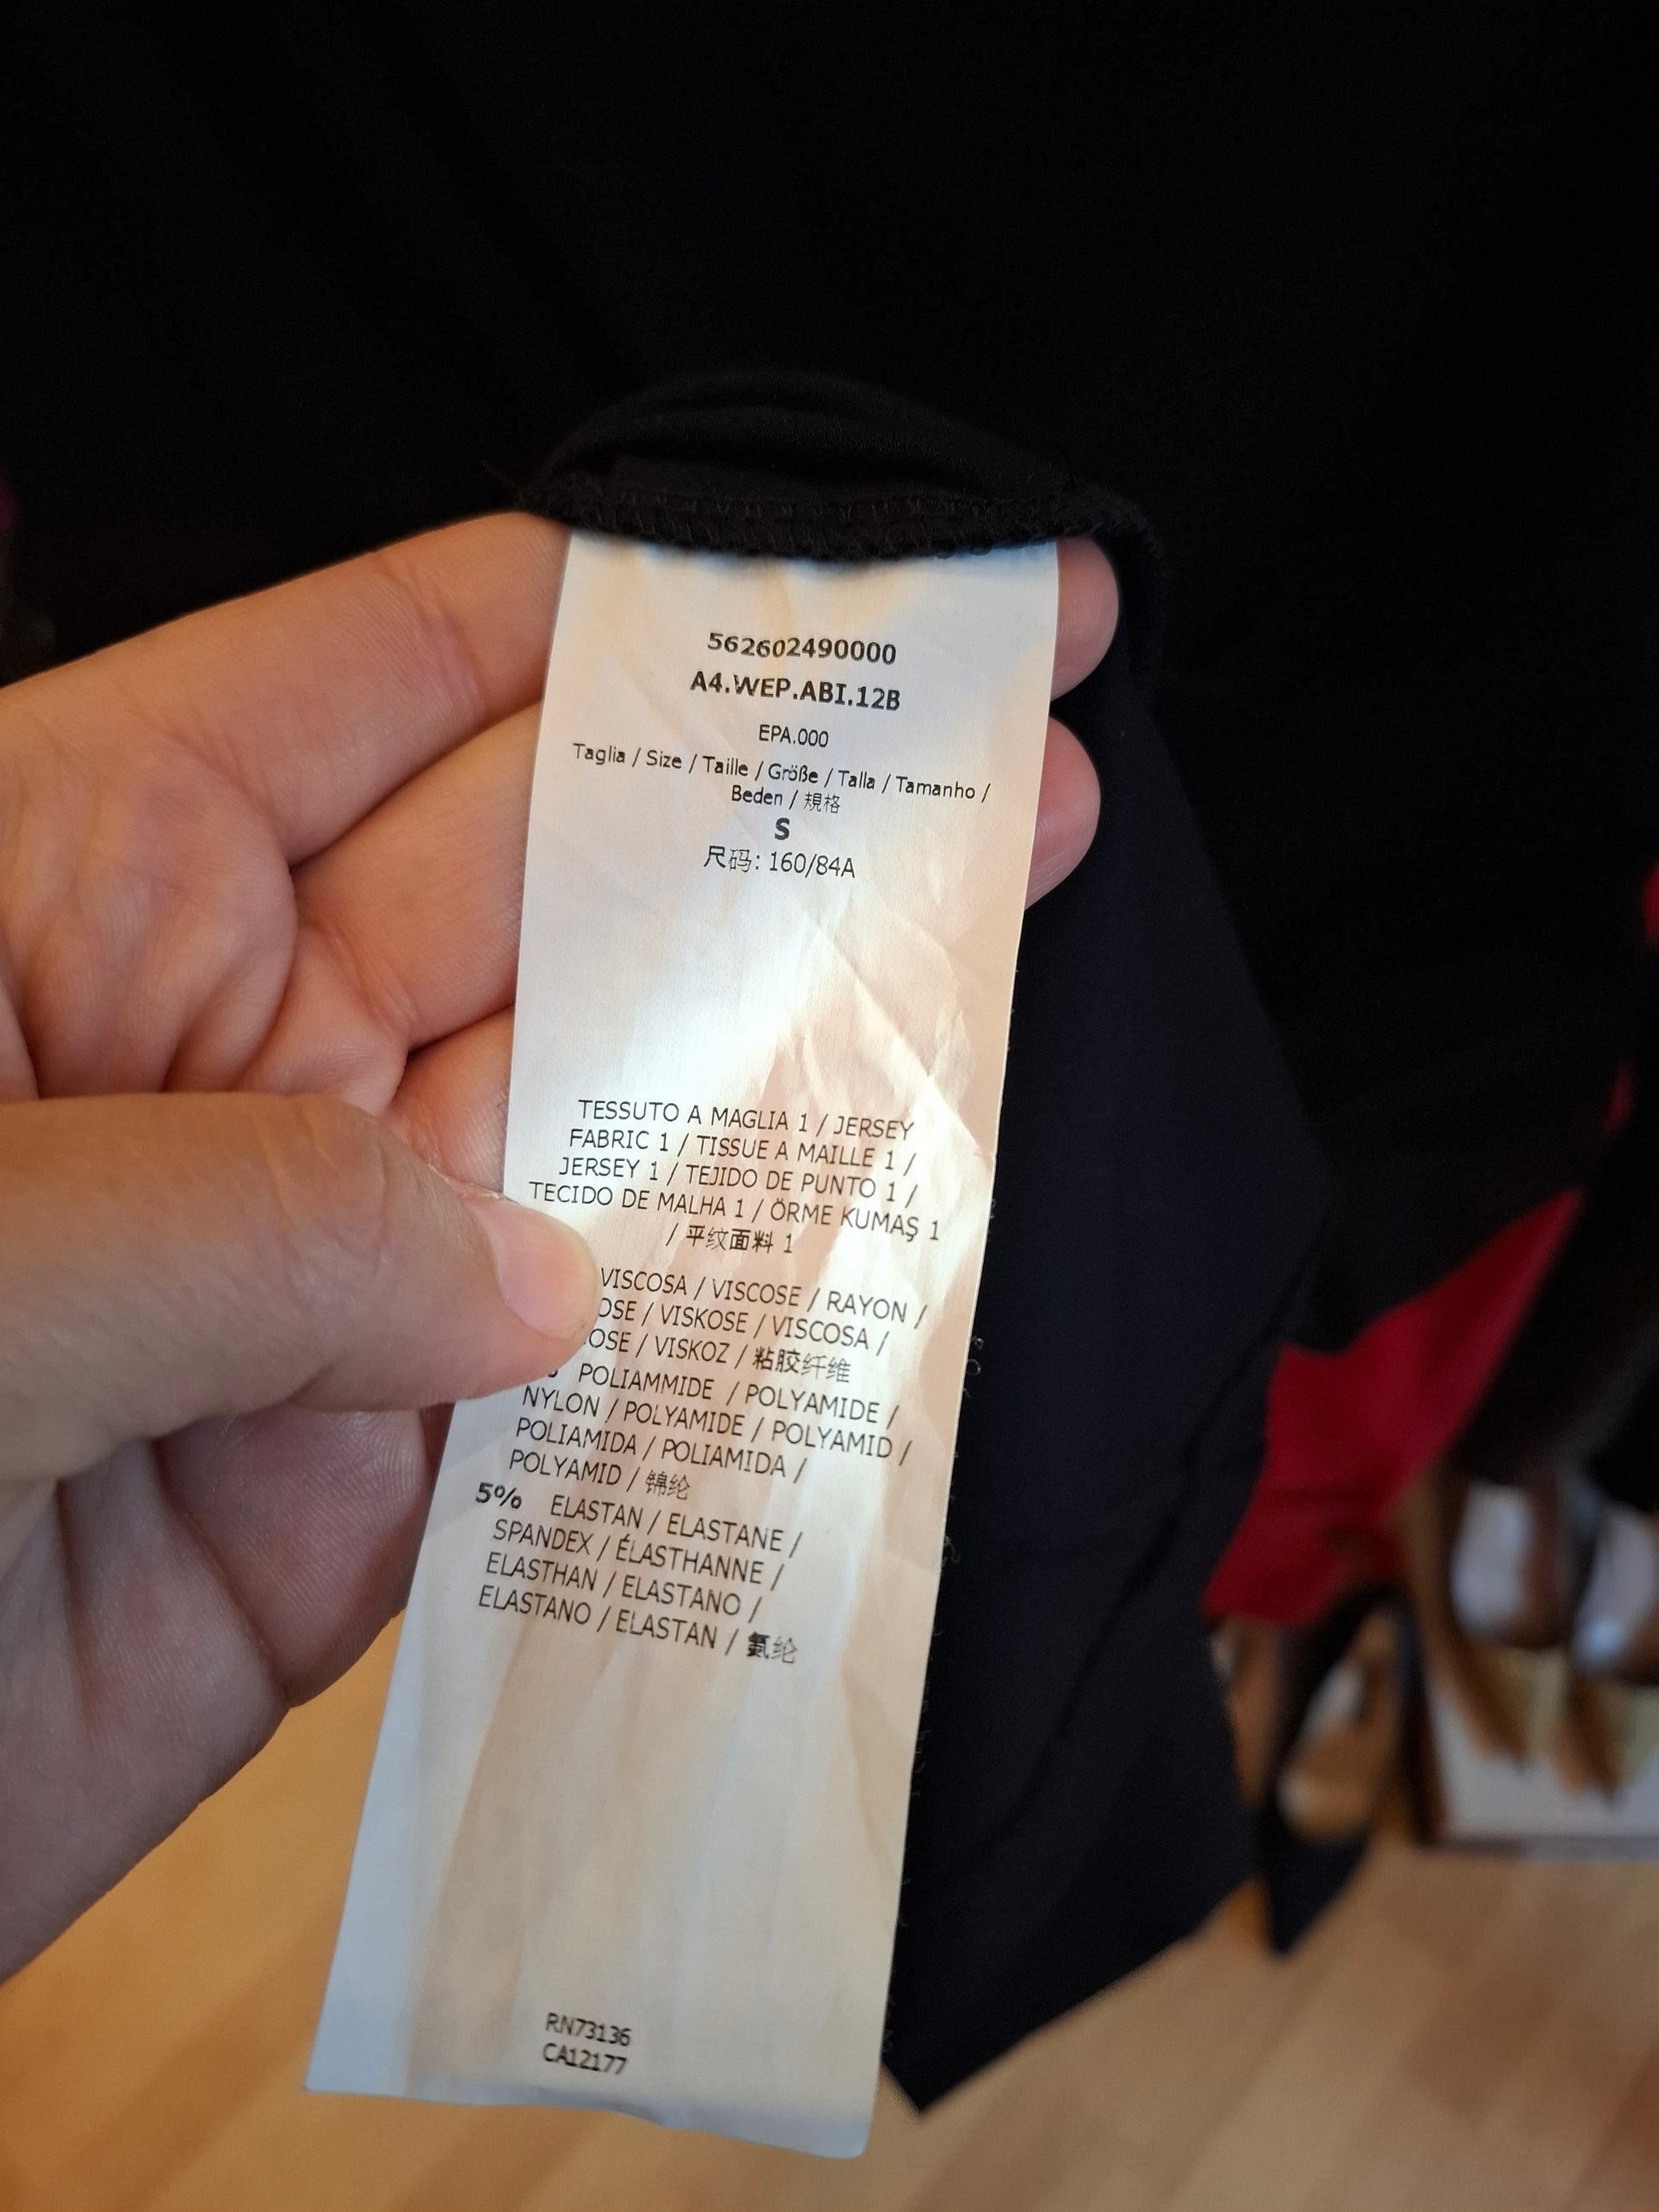 562602490000
A4.WEP.ABI.12B
EPA.000
Taglia / Size / Taille / Größe / Talla / Tamanho /
Beden / 規格
S
尺码: 160/84A
TESSUTO A MAGLIA 1 / JERSEY
FABRIC 1 / TISSUE A MAILLE 1 /
JERSEY 1 / TEJIDO DE PUNTO 1 /
TECIDO DE MALHA 1 / ÖRME KUMAŞ 1
/ 平纹面料 1
VISCOSA / VISCOSE / RAYON /
OSE / VISKOSE / VISCOSA /
OSE / VISKOZ / 粘胶纤维
POLIAMMIDE / POLYAMIDE /
NYLON / POLYAMIDE / POLYAMID /
POLIAMIDA / POLIAMIDA /
POLYAMID / 锦纶
5% ELASTAN / ELASTANE /
SPANDEX / ÉLASTHANNE /
ELASTHAN / ELASTANO /
ELASTANO / ELASTAN / 氨纶
RN73136
CA12177